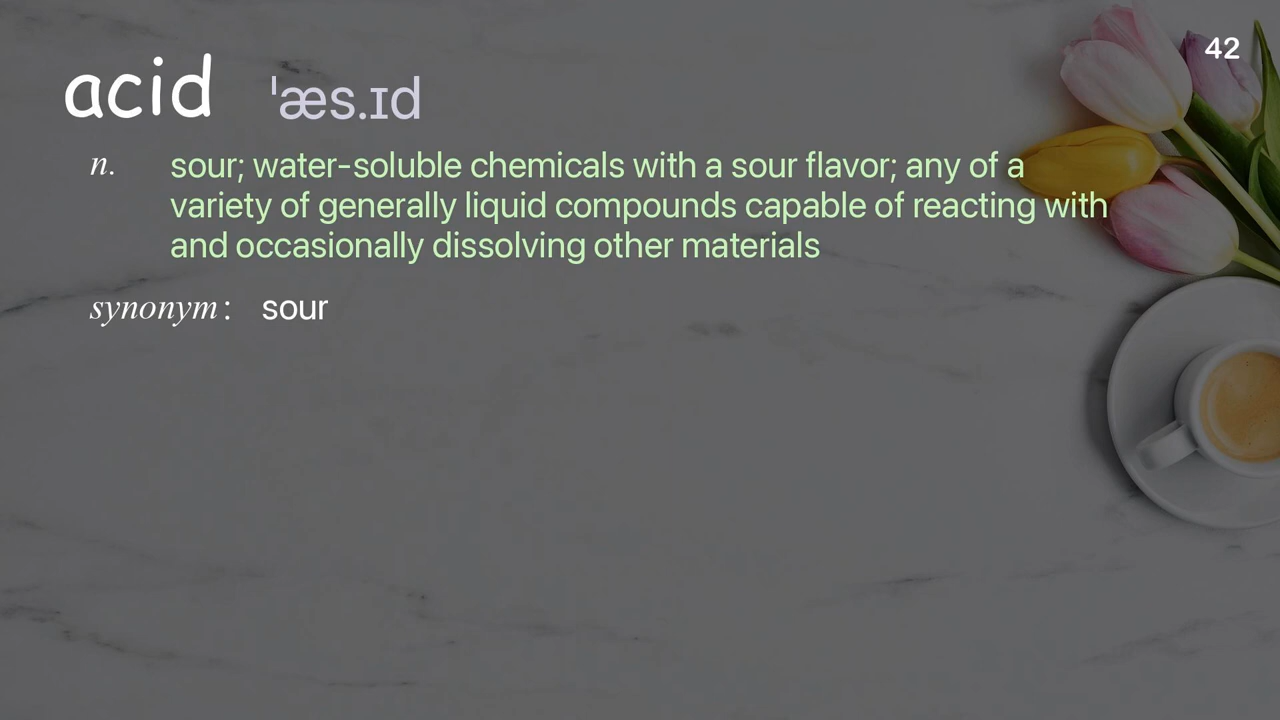 42
acid ˈæs.ɪd
n. sour; water-soluble chemicals with a sour flavor; any of a
variety of generally liquid compounds capable of reacting with
and occasionally dissolving other materials
synonym: sour